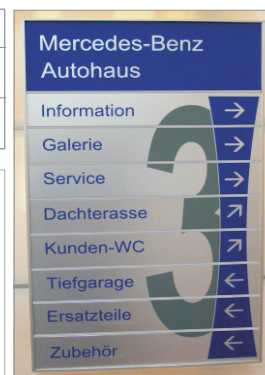 Mercedes-Benz
Autohaus
3
Information →
Galerie →
Service →
Dachterasse ↗
Kunden-WC ↗
Tiefgarage ←
Ersatzteile ←
Zubehör ←